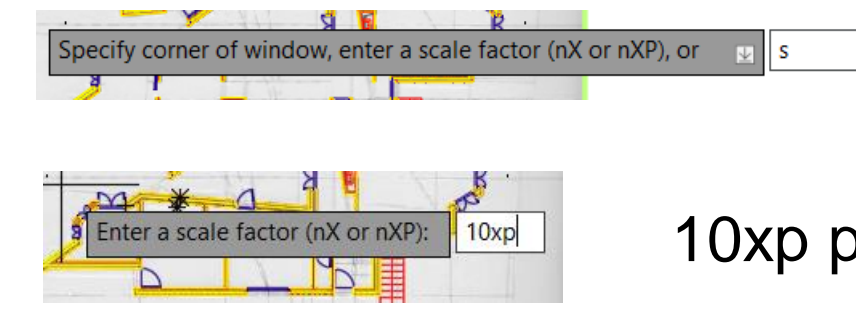 Specify corner of window, enter a scale factor (nX or nXP), or s
Enter a scale factor (nX or nXP): 10xp
10xp p